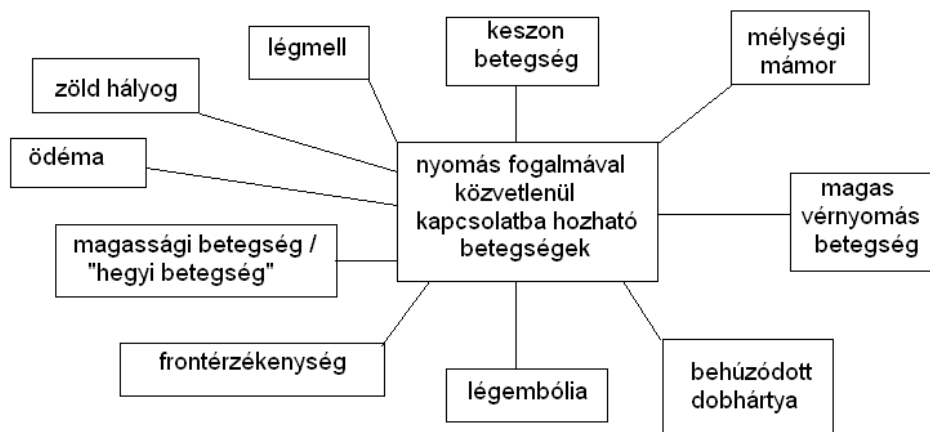 légmell
keszon
betegség
mélységi
mámor
zöld hályog
ödéma
nyomás fogalmával
közvetlenül
kapcsolatba hozható
betegségek
magas
vérnyomás
betegség
magassági betegség /
"hegyi betegség"
frontérzékenység
légembólia
behúzódott
dobhártya